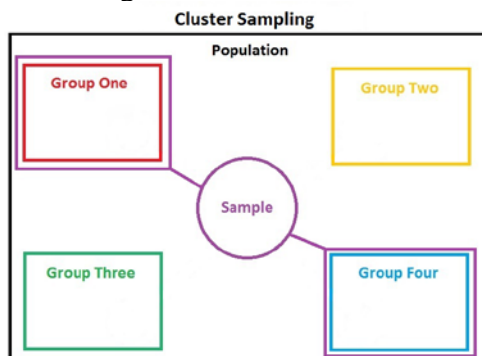 Cluster Sampling
Population
Group One
Group Two
Sample
Group Three
Group Four